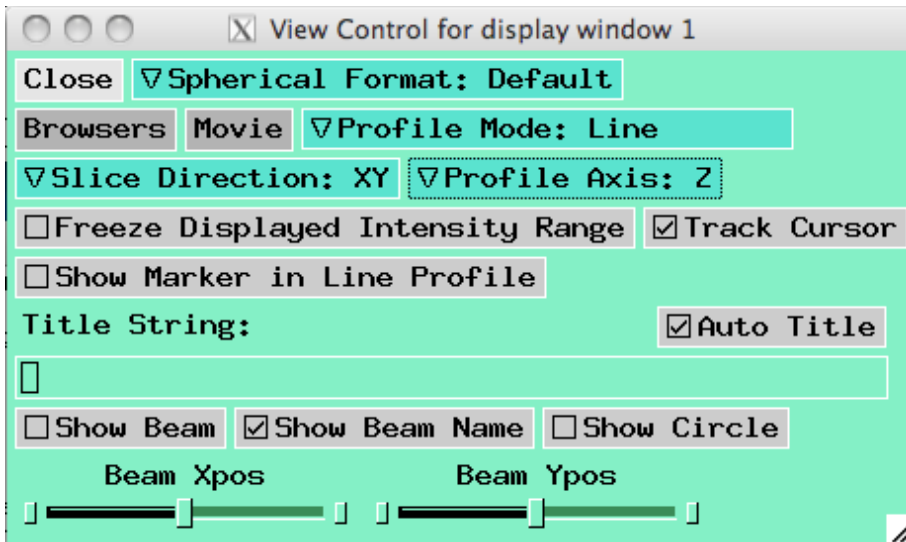 View Control for display window 1
Close Spherical Format: Default
Browsers Movie Profile Mode: Line
Slice Direction: XY Profile Axis: Z
Freeze Displayed Intensity Range Track Cursor
Show Marker in Line Profile
Title String: Auto Title
Show Beam Show Beam Name Show Circle
Beam Xpos Beam Ypos